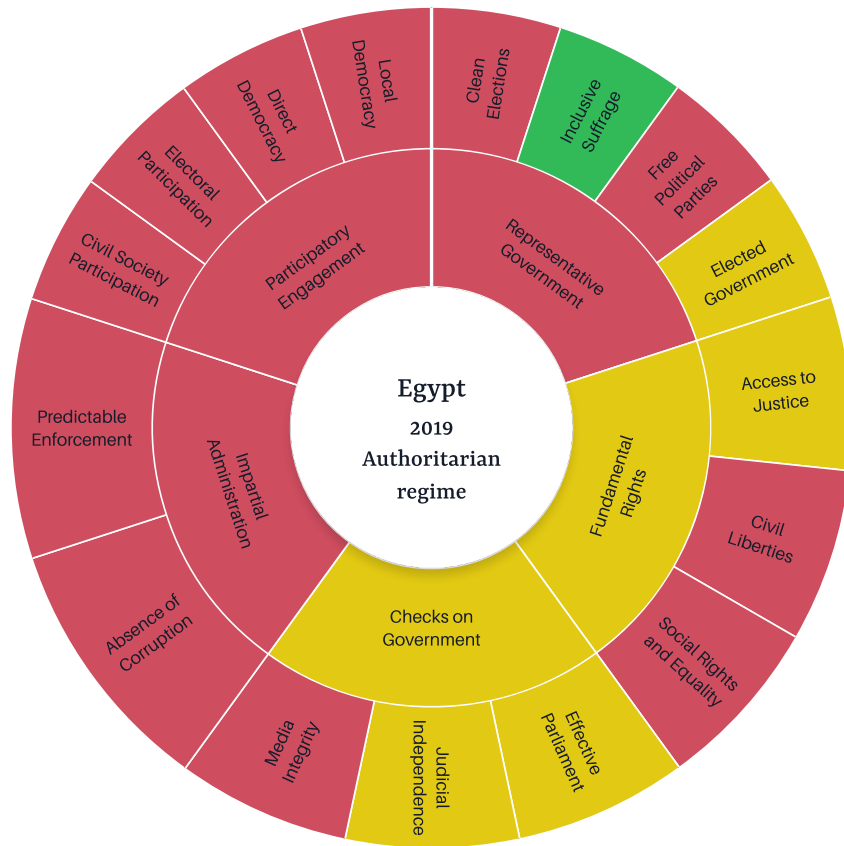 Egypt
2019
Authoritarian
regime
Representative
Government
Fundamental
Rights
Checks on
Government
Impartial
Administration
Participatory
Engagement
Clean
Elections
Inclusive
Suffrage
Free
Political
Parties
Elected
Government
Access to
Justice
Civil
Liberties
Social Rights
and Equality
Effective
Parliament
Judicial
Independence
Media
Integrity
Absence of
Corruption
Predictable
Enforcement
Civil Society
Participation
Electoral
Participation
Direct
Democracy
Local
Democracy